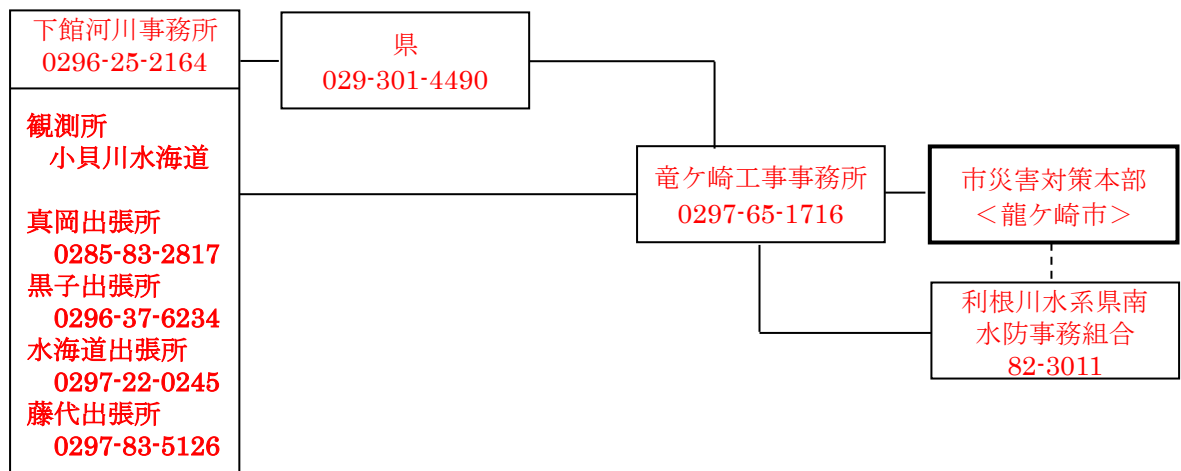 下館河川事務所
0296-25-2164
観測所
小貝川水海道
真岡出張所
0285-83-2817
黒子出張所
0296-37-6234
水海道出張所
0297-22-0245
藤代出張所
0297-83-5126
県
029-301-4490
竜ケ崎工事事務所
0297-65-1716
市災害対策本部
＜龍ケ崎市＞
利根川水系県南
水防事務組合
82-3011